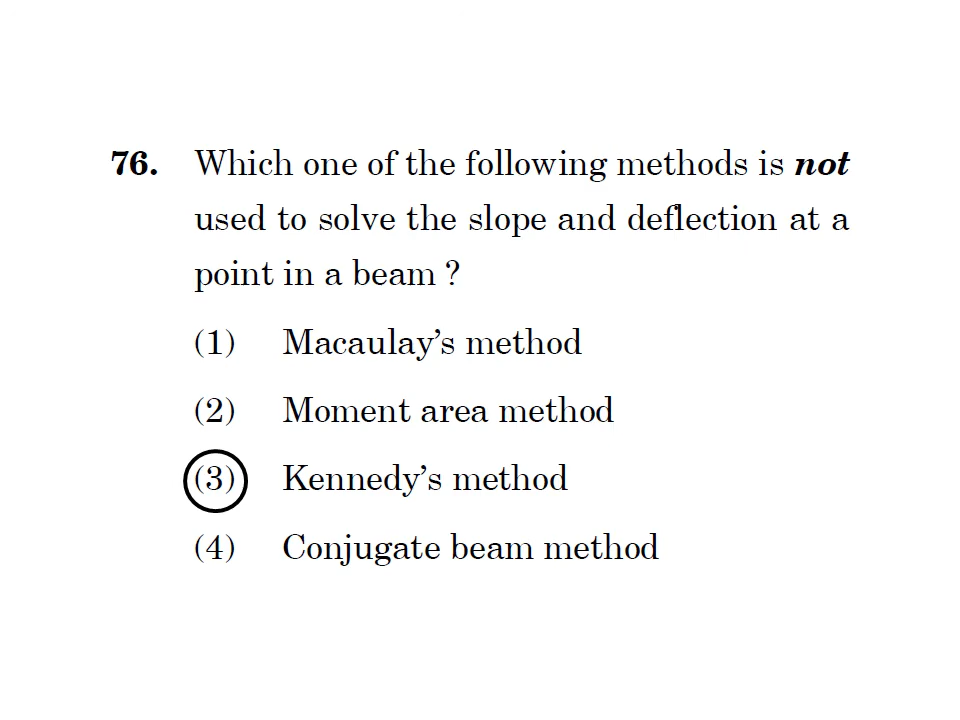 76. Which one of the following methods is not
used to solve the slope and deflection at a
point in a beam ?
(1) Macaulay's method
(2) Moment area method
(3) Kennedy's method
(4) Conjugate beam method